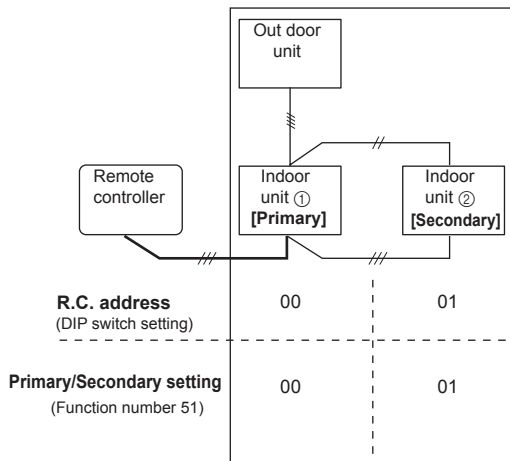 Out door
unit
Remote
controller
Indoor
unit ①
[Primary]
Indoor
unit ②
[Secondary]
R.C. address
(DIP switch setting)
00
01
Primary/Secondary setting
(Function number 51)
00
01